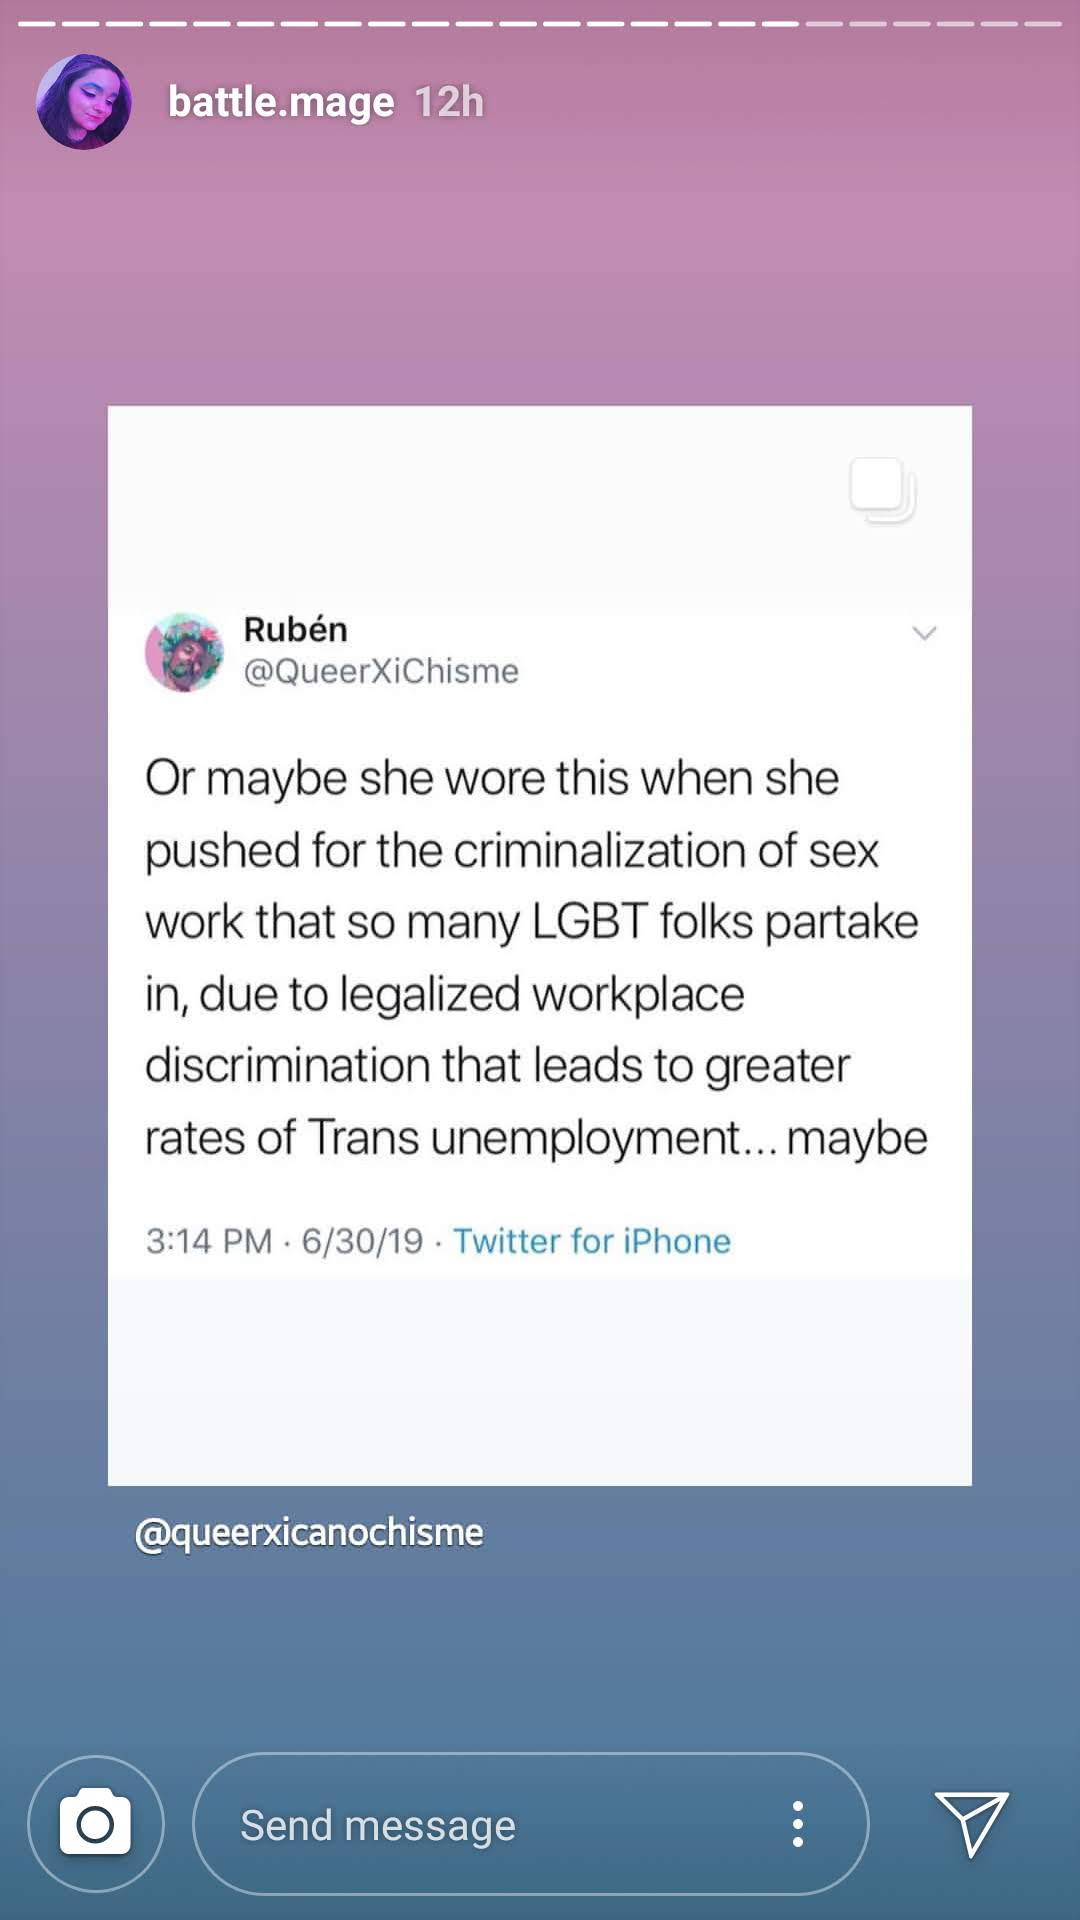 battle.mage 12h
Rubén
@QueerXiChisme
Or maybe she wore this when she
pushed for the criminalization of sex
work that so many LGBT folks partake
in, due to legalized workplace
discrimination that leads to greater
rates of Trans unemployment... maybe
3:14 PM · 6/30/19 · Twitter for iPhone
@queerxicanochisme
Send message